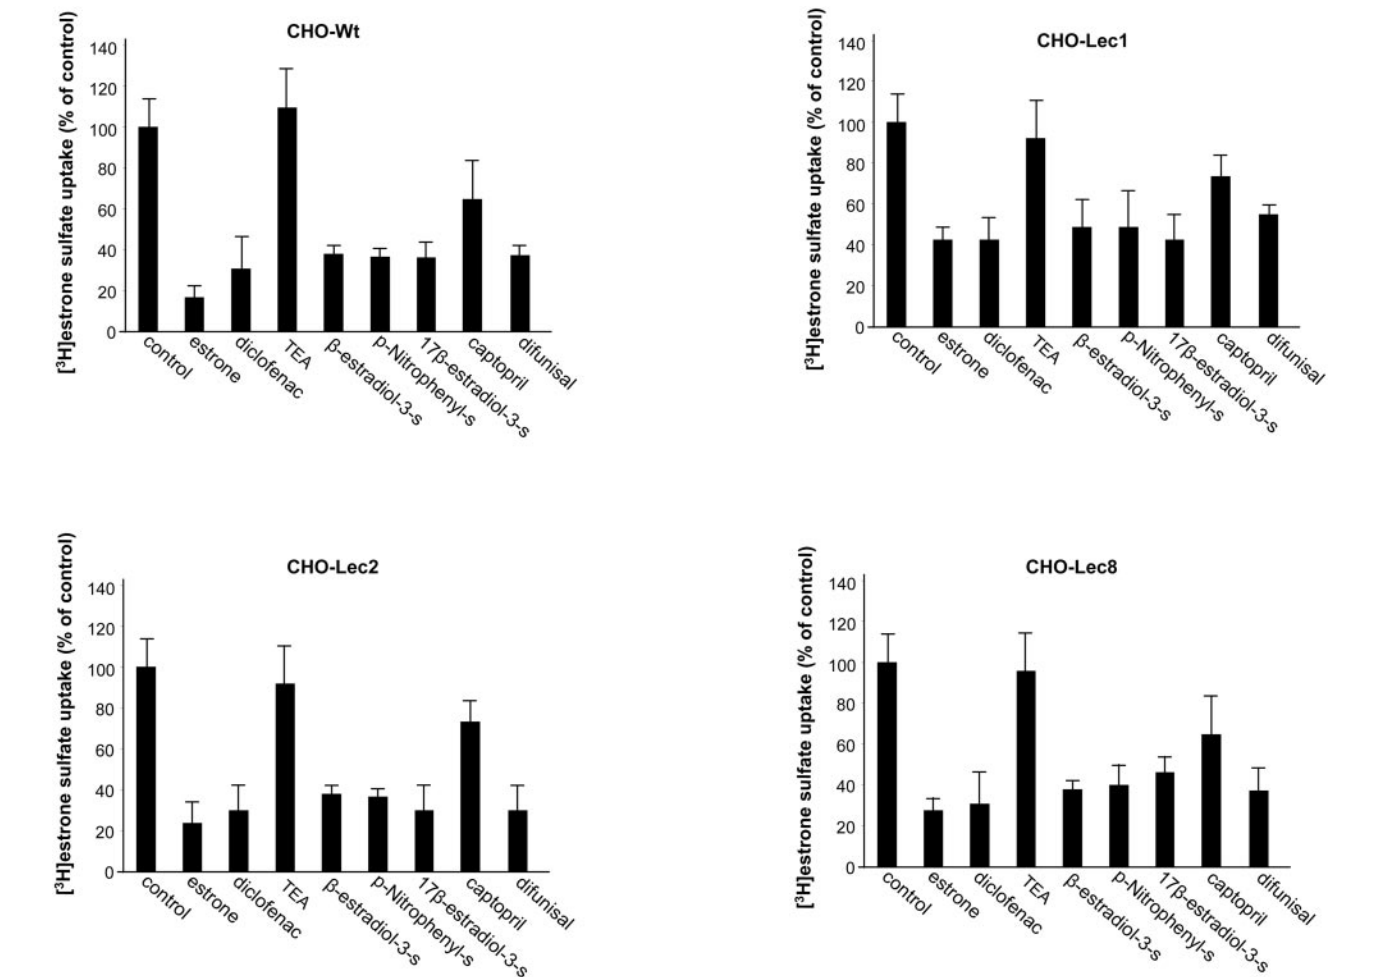 CHO-Wt
[³H]estrone sulfate uptake (% of control)
140
120
100
80
60
40
20
0
control
estrone
diclofenac
TEA
β-estradiol-3-s
p-Nitrophenyl-s
17β-estradiol-3-s
captopril
difunisal
CHO-Lec1
[³H]estrone sulfate uptake (% of control)
140
120
100
80
60
40
20
0
control
estrone
diclofenac
TEA
β-estradiol-3-s
p-Nitrophenyl-s
17β-estradiol-3-s
captopril
difunisal
CHO-Lec2
[³H]estrone sulfate uptake (% of control)
140
120
100
80
60
40
20
0
control
estrone
diclofenac
TEA
β-estradiol-3-s
p-Nitrophenyl-s
17β-estradiol-3-s
captopril
difunisal
CHO-Lec8
[³H]estrone sulfate uptake (% of control)
140
120
100
80
60
40
20
0
control
estrone
diclofenac
TEA
β-estradiol-3-s
p-Nitrophenyl-s
17β-estradiol-3-s
captopril
difunisal